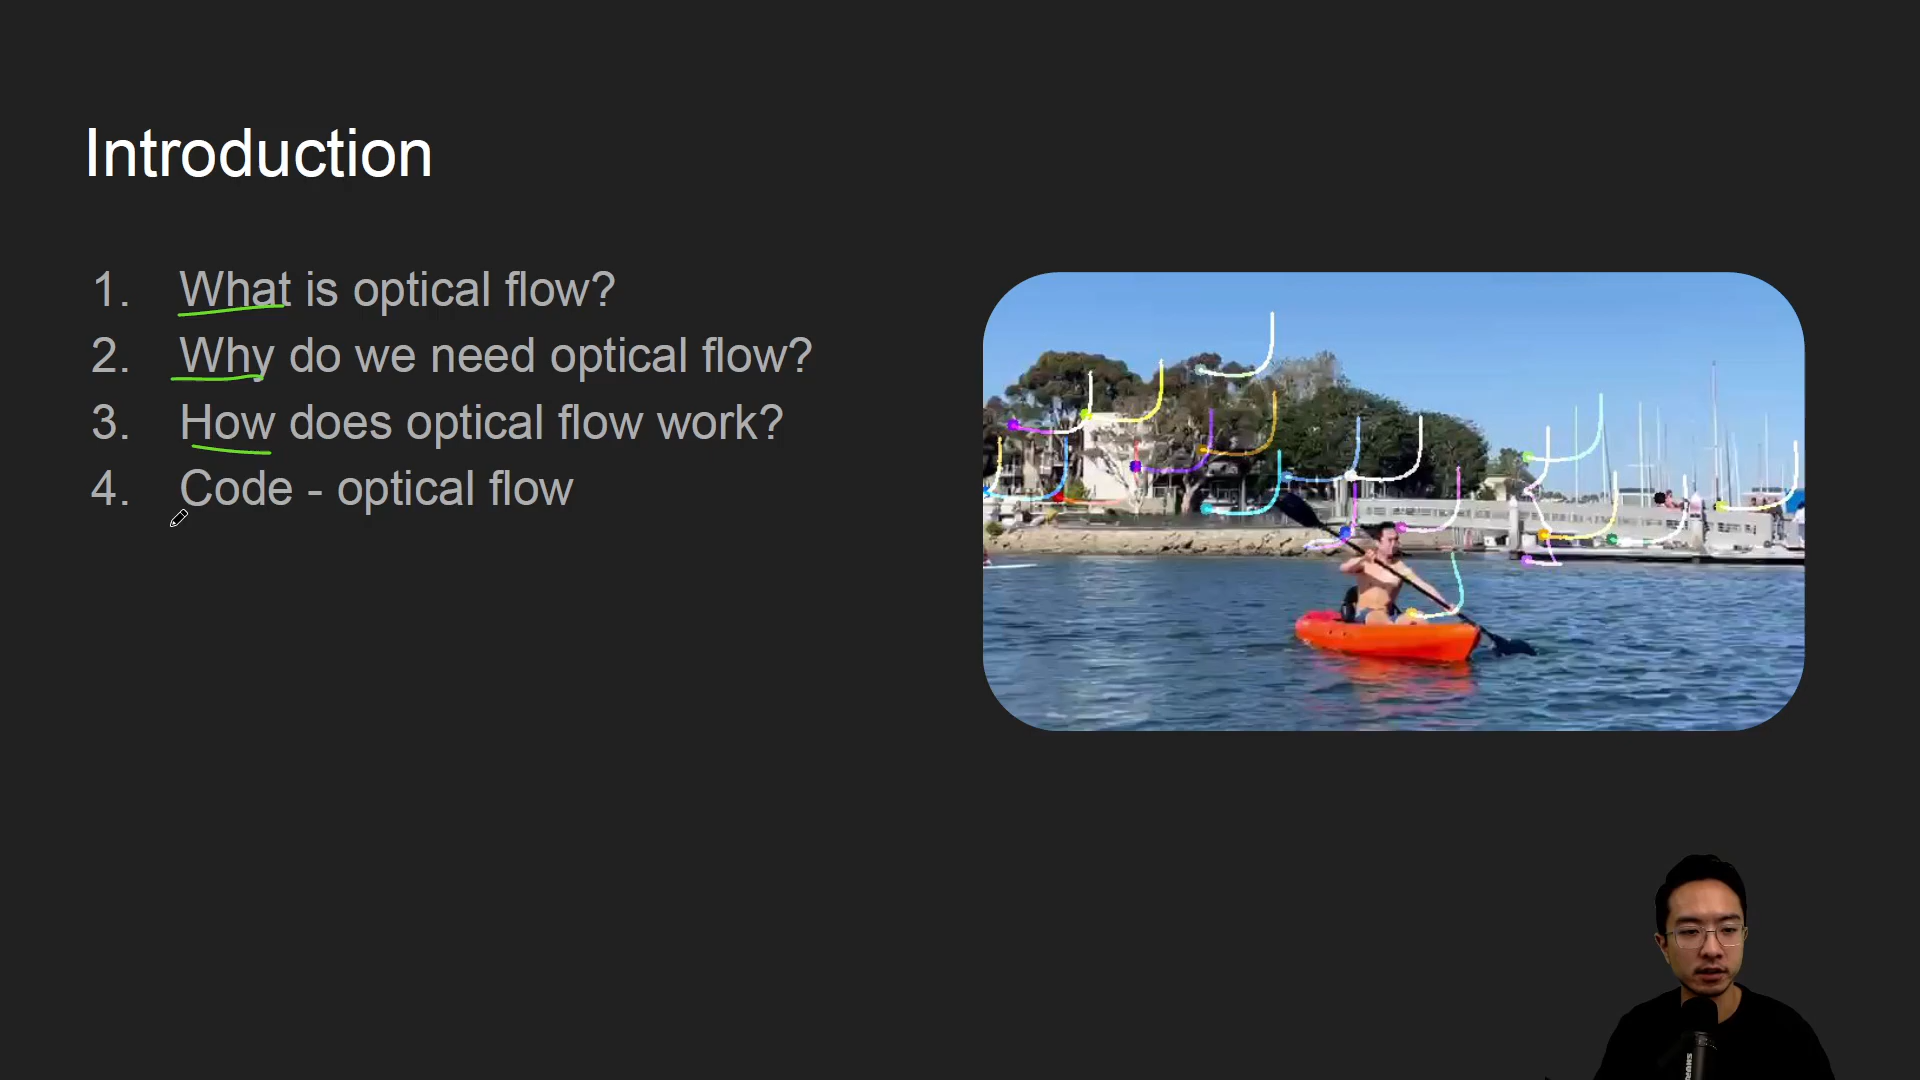 Introduction
1. What is optical flow?
2. Why do we need optical flow?
3. How does optical flow work?
4. Code - optical flow